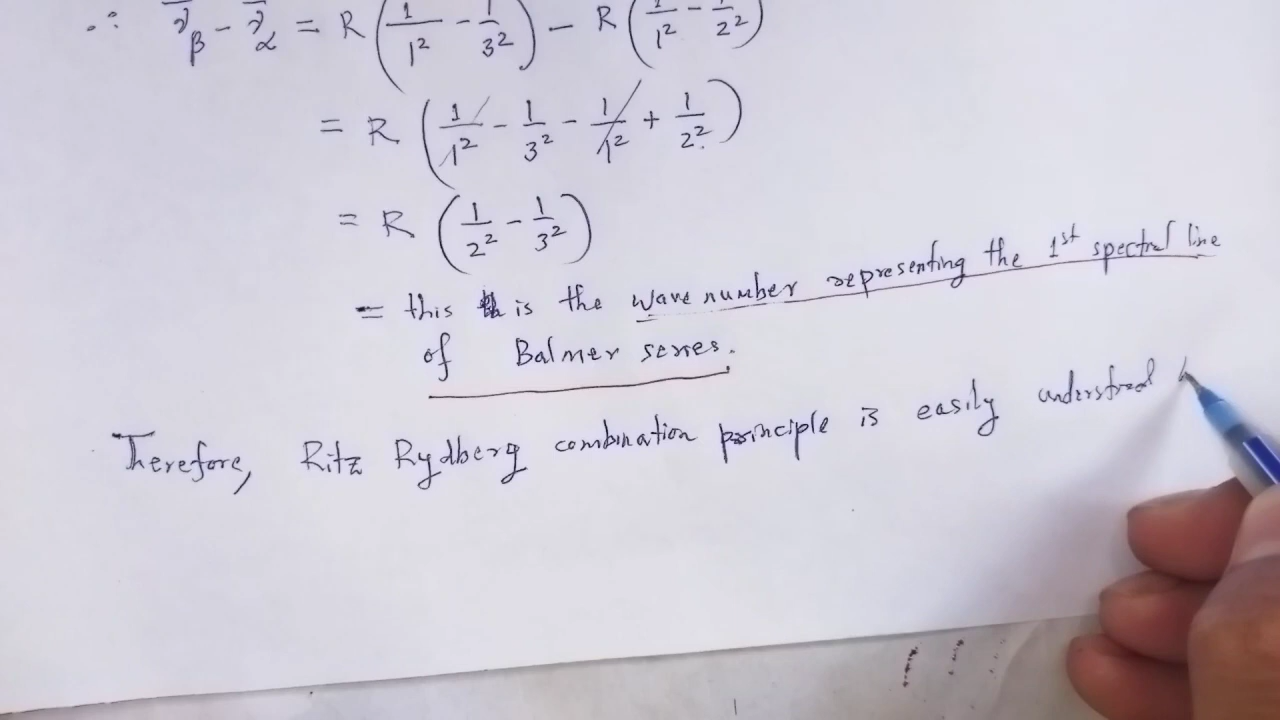 ∴ ν̅β - ν̅α = R(1/1² - 1/3²) - R(1/1² - 1/2²)
= R (1/1² - 1/3² - 1/1² + 1/2²)
= R (1/2² - 1/3²)
= this is the wave number representing the 1st spectral line
of Balmer series.
Therefore, Ritz Rydberg combination principle is easily understood